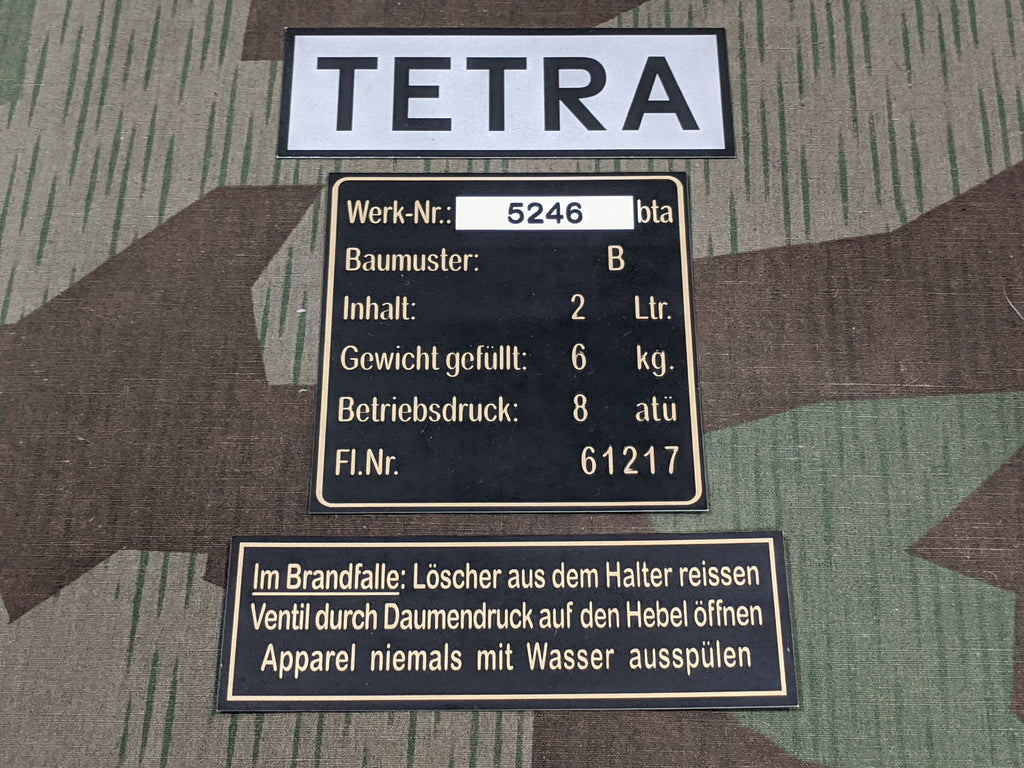 TETRA
Werk-Nr.: 5246 bta
Baumuster: B
Inhalt: 2 Ltr.
Gewicht gefüllt: 6 kg.
Betriebsdruck: 8 atü
Fl.Nr. 61217
Im Brandfalle: Löscher aus dem Halter reissen
Ventil durch Daumendruck auf den Hebel öffnen
Apparel niemals mit Wasser ausspülen